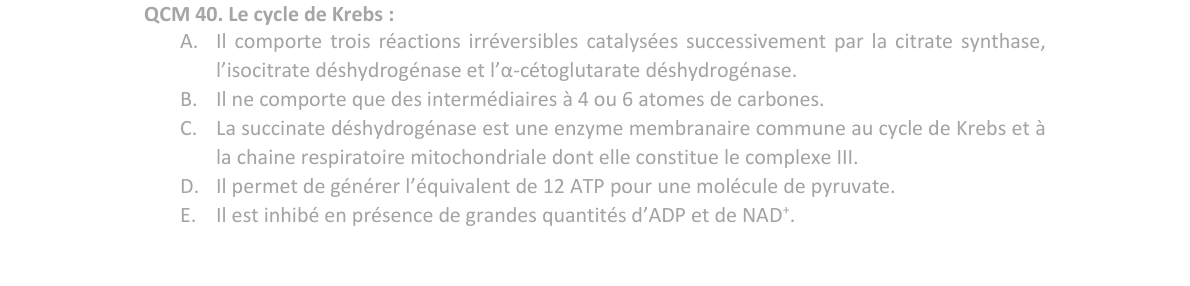 QCM 40. Le cycle de Krebs :
A. Il comporte trois réactions irréversibles catalysées successivement par la citrate synthase,
l’isocitrate déshydrogénase et l’α-cétoglutarate déshydrogénase.
B. Il ne comporte que des intermédiaires à 4 ou 6 atomes de carbones.
C. La succinate déshydrogénase est une enzyme membranaire commune au cycle de Krebs et à
la chaine respiratoire mitochondriale dont elle constitue le complexe III.
D. Il permet de générer l’équivalent de 12 ATP pour une molécule de pyruvate.
E. Il est inhibé en présence de grandes quantités d’ADP et de NAD⁺.